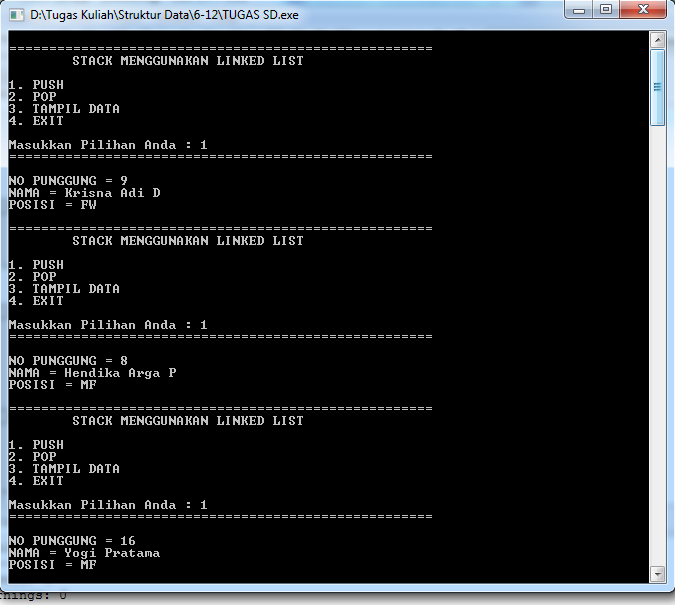 D:\Tugas Kuliah\Struktur Data\6-12\TUGAS SD.exe
=====================================================
STACK MENGGUNAKAN LINKED LIST
1. PUSH
2. POP
3. TAMPIL DATA
4. EXIT
Masukkan Pilihan Anda : 1
=====================================================
NO PUNGGUNG = 9
NAMA = Krisna Adi D
POSISI = FW
=====================================================
STACK MENGGUNAKAN LINKED LIST
1. PUSH
2. POP
3. TAMPIL DATA
4. EXIT
Masukkan Pilihan Anda : 1
=====================================================
NO PUNGGUNG = 8
NAMA = Hendika Arga P
POSISI = MF
=====================================================
STACK MENGGUNAKAN LINKED LIST
1. PUSH
2. POP
3. TAMPIL DATA
4. EXIT
Masukkan Pilihan Anda : 1
=====================================================
NO PUNGGUNG = 16
NAMA = Yogi Pratama
POSISI = MF